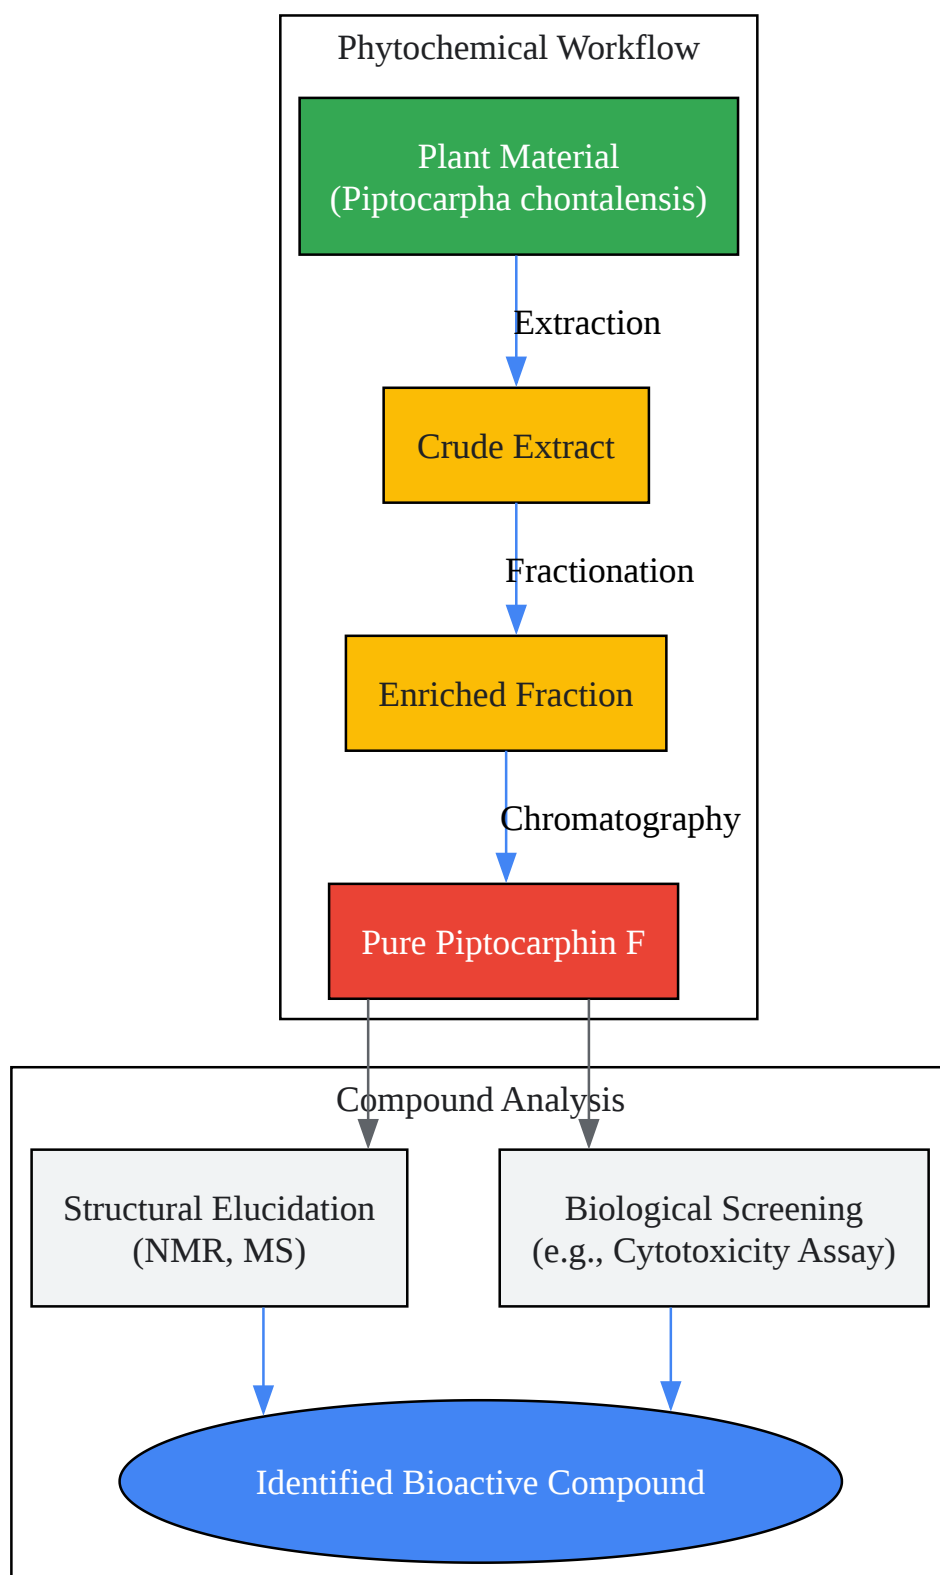 Phytochemical Workflow
Plant Material
(Piptocarpha chontalensis)
Extraction
Crude Extract
Fractionation
Enriched Fraction
Chromatography
Pure Piptocarphin F
Compound Analysis
Structural Elucidation
(NMR, MS)
Biological Screening
(e.g., Cytotoxicity Assay)
Identified Bioactive Compound